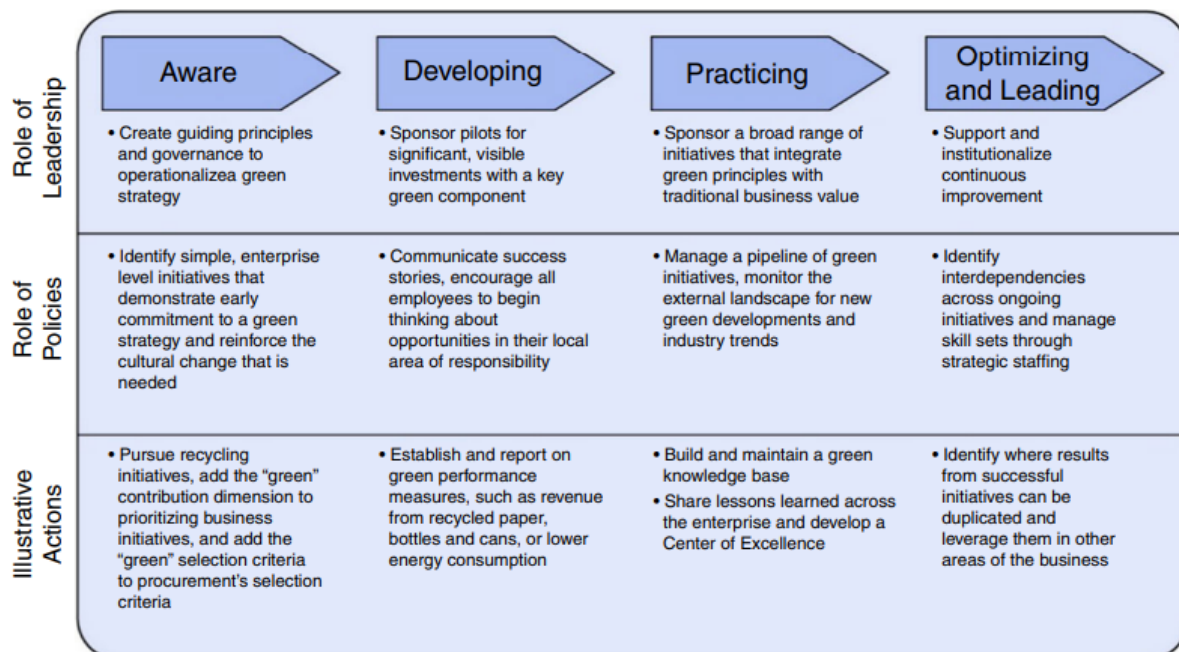 Role of
Leadership
Aware
• Create guiding principles
and governance to
operationalizea green
strategy
Developing
• Sponsor pilots for
significant, visible
investments with a key
green component
Practicing
• Sponsor a broad range of
initiatives that integrate
green principles with
traditional business value
Optimizing
and Leading
• Support and
institutionalize
continuous
improvement
Role of
Policies
• Identify simple, enterprise
level initiatives that
demonstrate early
commitment to a green
strategy and reinforce the
cultural change that is
needed
• Communicate success
stories, encourage all
employees to begin
thinking about
opportunities in their local
area of responsibility
• Manage a pipeline of green
initiatives, monitor the
external landscape for new
green developments and
industry trends
• Identify
interdependencies
across ongoing
initiatives and manage
skill sets through
strategic staffing
Illustrative
Actions
• Pursue recycling
initiatives, add the “green”
contribution dimension to
prioritizing business
initiatives, and add the
“green” selection criteria
to procurement’s selection
criteria
• Establish and report on
green performance
measures, such as revenue
from recycled paper,
bottles and cans, or lower
energy consumption
• Build and maintain a green
knowledge base
• Share lessons learned across
the enterprise and develop a
Center of Excellence
• Identify where results
from successful
initiatives can be
duplicated and
leverage them in other
areas of the business